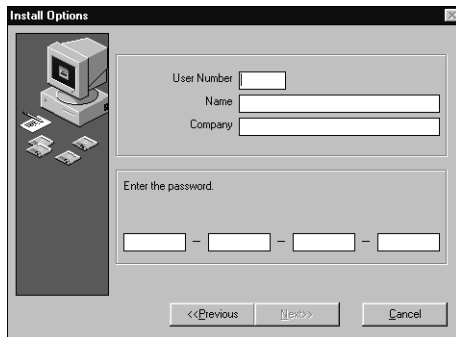 Install Options
User Number
Name
Company
Enter the password.
– – –
<<Previous Next>> Cancel